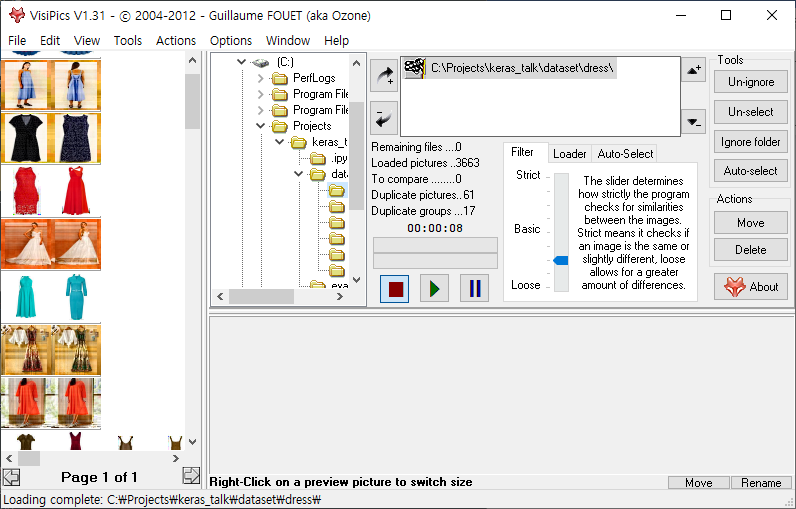 VisiPics V1.31 - © 2004-2012 - Guillaume FOUET (aka Ozone)
File Edit View Tools Actions Options Window Help
(C:)
PerfLogs
Program File
Program File
Projects
keras_t
.ipy
dat
exa
C:\Projects\keras_talk\dataset\dress\
Remaining files ....0
Loaded pictures ..3663
To compare ........0
Duplicate pictures..61
Duplicate groups ...17
00:00:08
Filter Loader Auto-Select
Strict
Basic
Loose
The slider determines
how strictly the program
checks for similarities
between the images.
Strict means it checks if
an image is the same or
slightly different, loose
allows for a greater
amount of differences.
Tools
Un-ignore
Un-select
Ignore folder
Auto-select
Actions
Move
Delete
About
Page 1 of 1
Right-Click on a preview picture to switch size
Move Rename
Loading complete: C:₩Projects₩keras_talk₩dataset₩dress₩